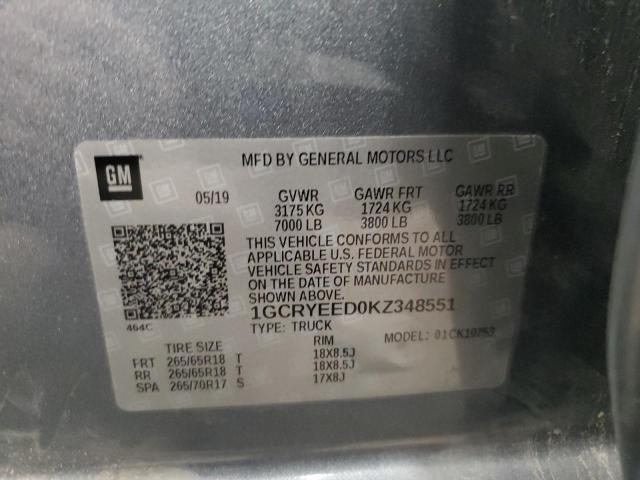 GM
MFD BY GENERAL MOTORS LLC
05/19 GVWR GAWR FRT GAWR RR
3175 KG 1724 KG 1724 KG
7000 LB 3800 LB 3800 LB
THIS VEHICLE CONFORMS TO ALL
APPLICABLE U.S. FEDERAL MOTOR
VEHICLE SAFETY STANDARDS IN EFFECT
ON THE DATE OF MANUFACTURE
SHOWN ABOVE.
464C 1GCRYEED0KZ348551
TYPE: TRUCK MODEL: 01CK10753
TIRE SIZE RIM
FRT 265/65R18 T 18X8.5J
RR 265/65R18 T 18X8.5J
SPA 265/70R17 S 17X8J